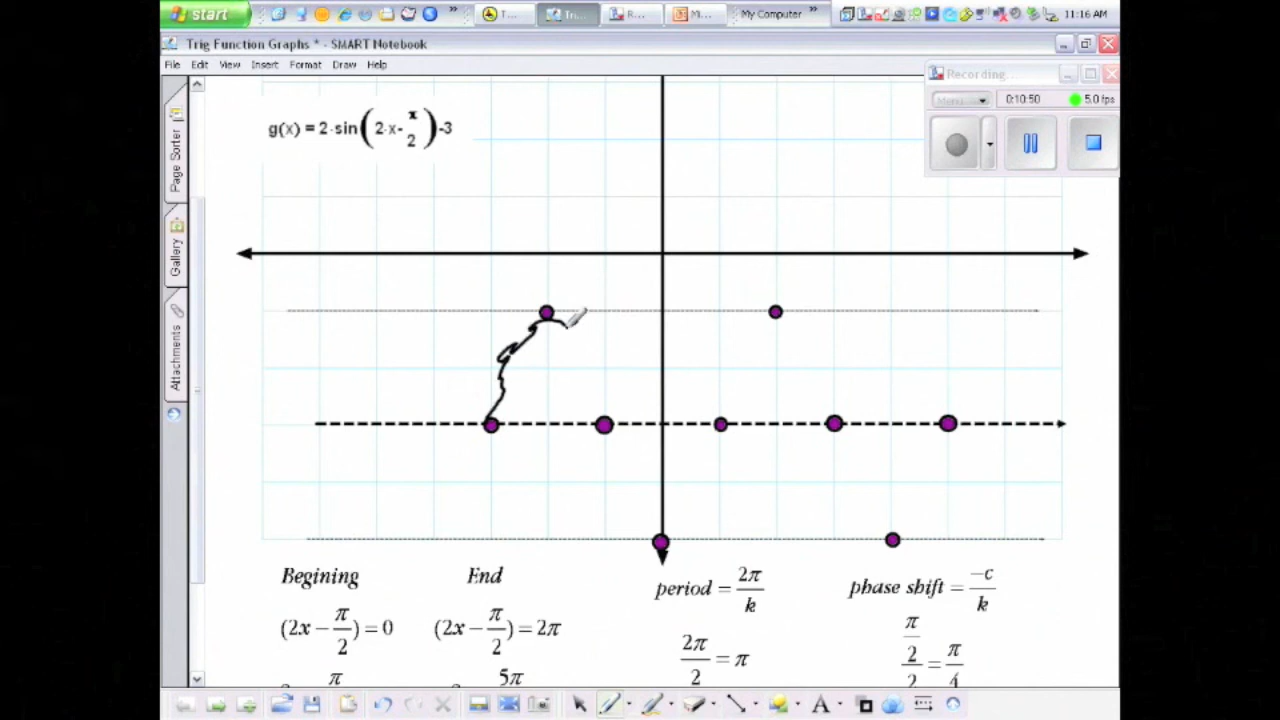 start
T...
Tri...
R...
M...
My Computer
»
11:16 AM
Trig Function Graphs * - SMART Notebook
File Edit View Insert Format Draw Help
Recording...
Menu
0:10:50
5.0 fps
Page Sorter
Gallery
Attachments
g(x) = 2·sin(2·x-π/2)-3
Begining
End
period = 2π/k
phase shift = -c/k
(2x - π/2) = 0
(2x - π/2) = 2π
2π/2 = π
π/2/2 = π/4
π
5π
A